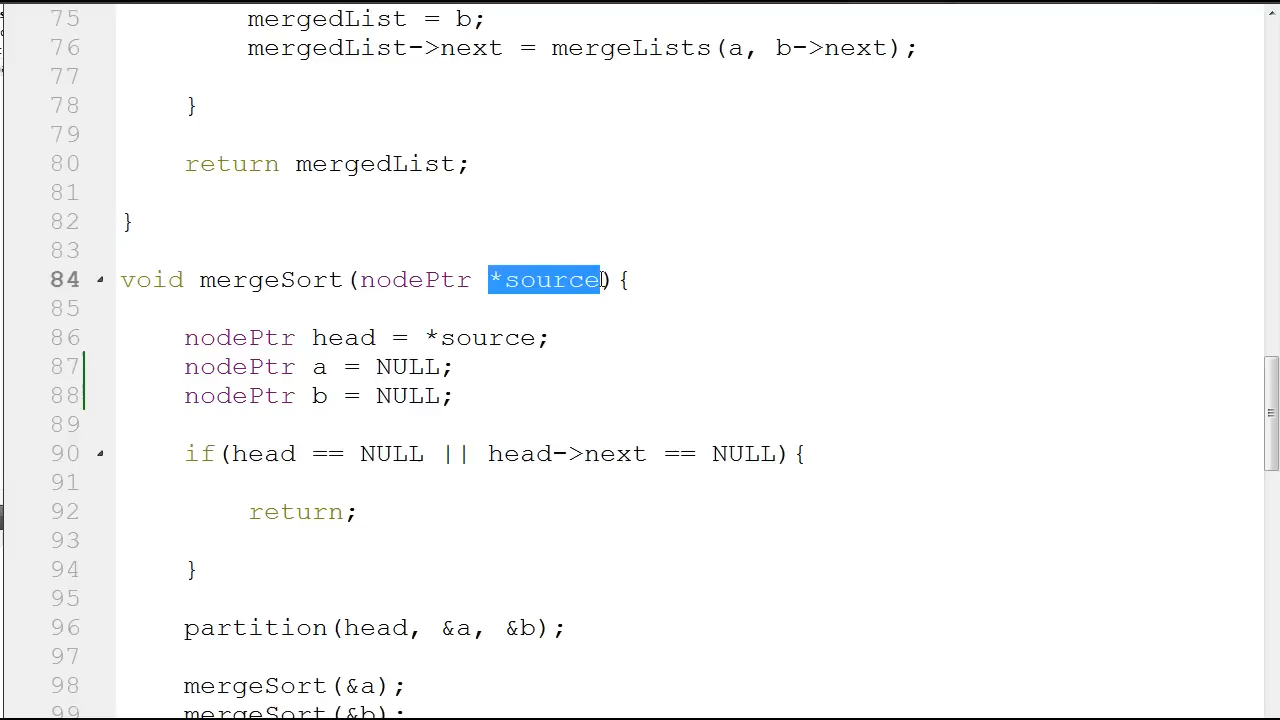 75 mergedList = b;
76 mergedList->next = mergeLists(a, b->next);
77
78 }
79
80 return mergedList;
81
82 }
83
84 void mergeSort(nodePtr *source){
85
86 nodePtr head = *source;
87 nodePtr a = NULL;
88 nodePtr b = NULL;
89
90 if(head == NULL || head->next == NULL){
91
92 return;
93
94 }
95
96 partition(head, &a, &b);
97
98 mergeSort(&a);
99 mergeSort(&b);